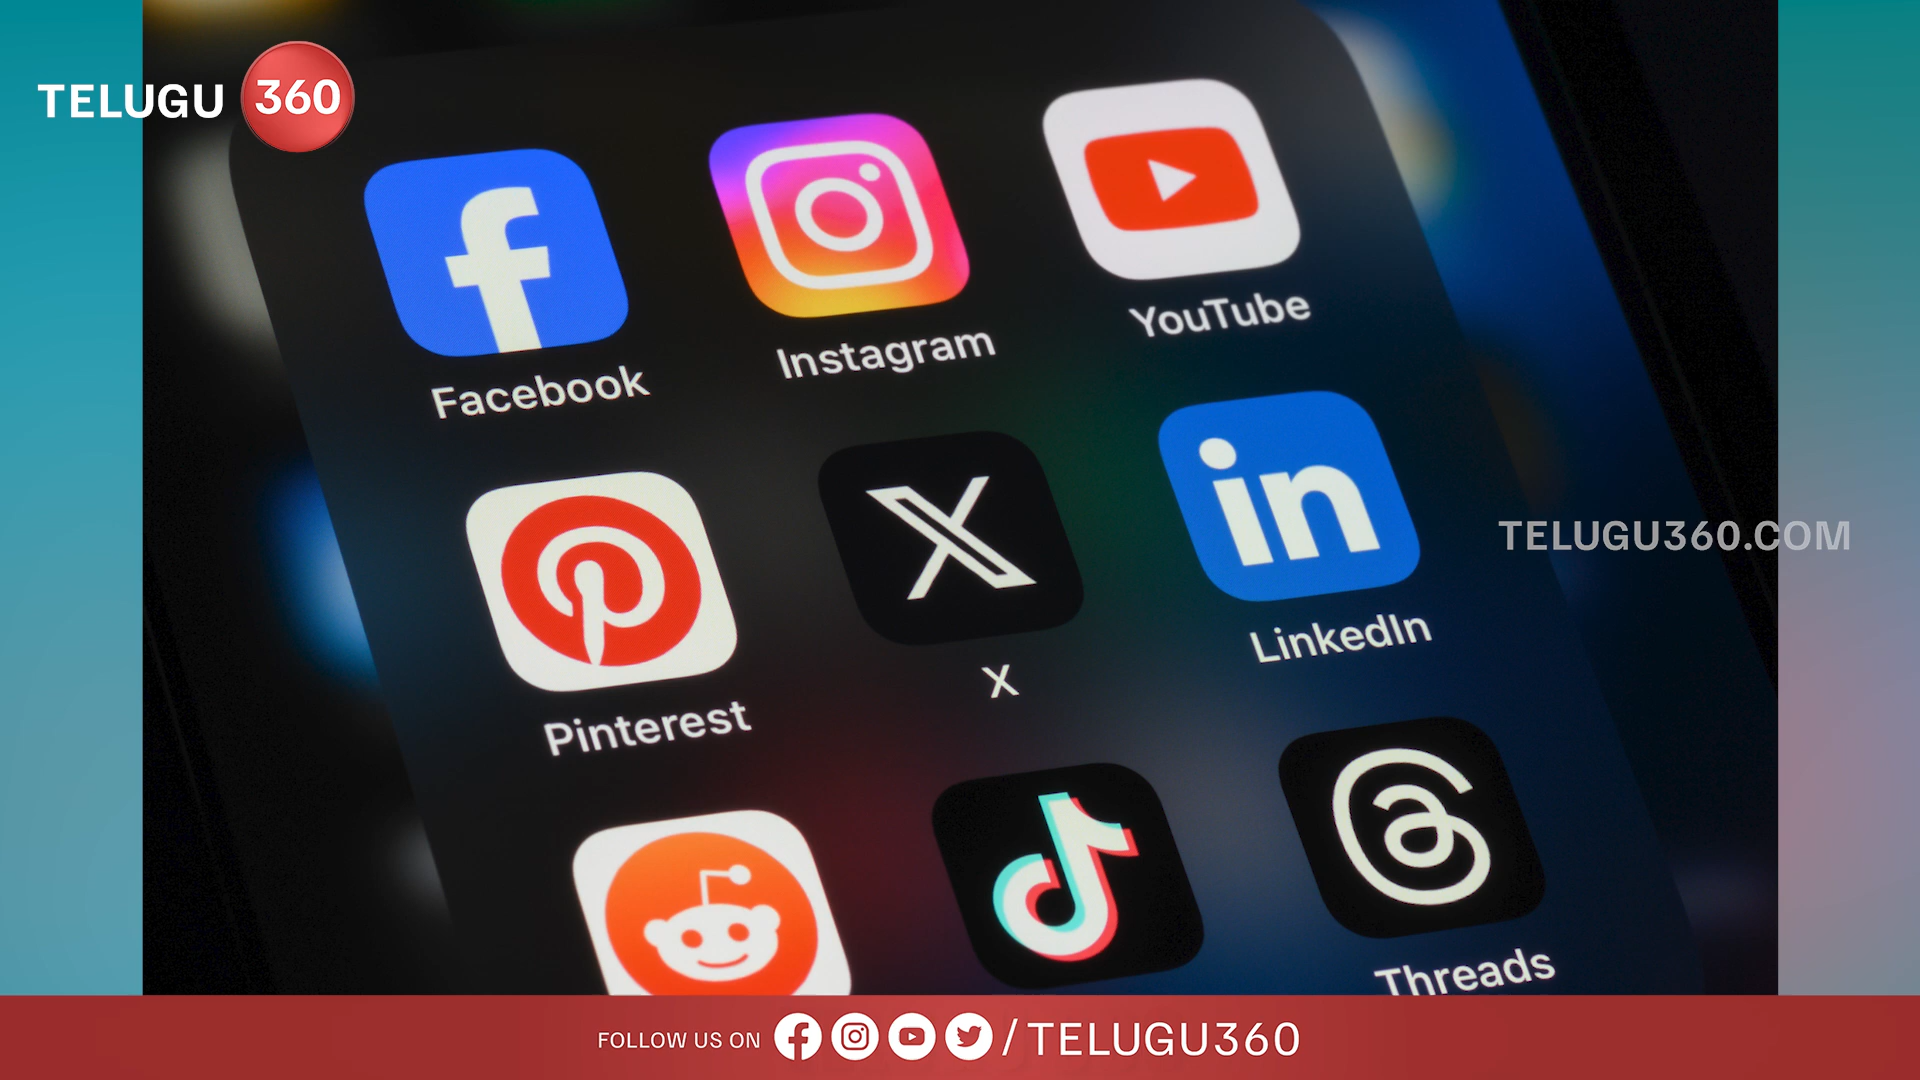 TELUGU 360
Facebook
Instagram
YouTube
Pinterest
X
LinkedIn
Threads
TELUGU360.COM
FOLLOW US ON / TELUGU360